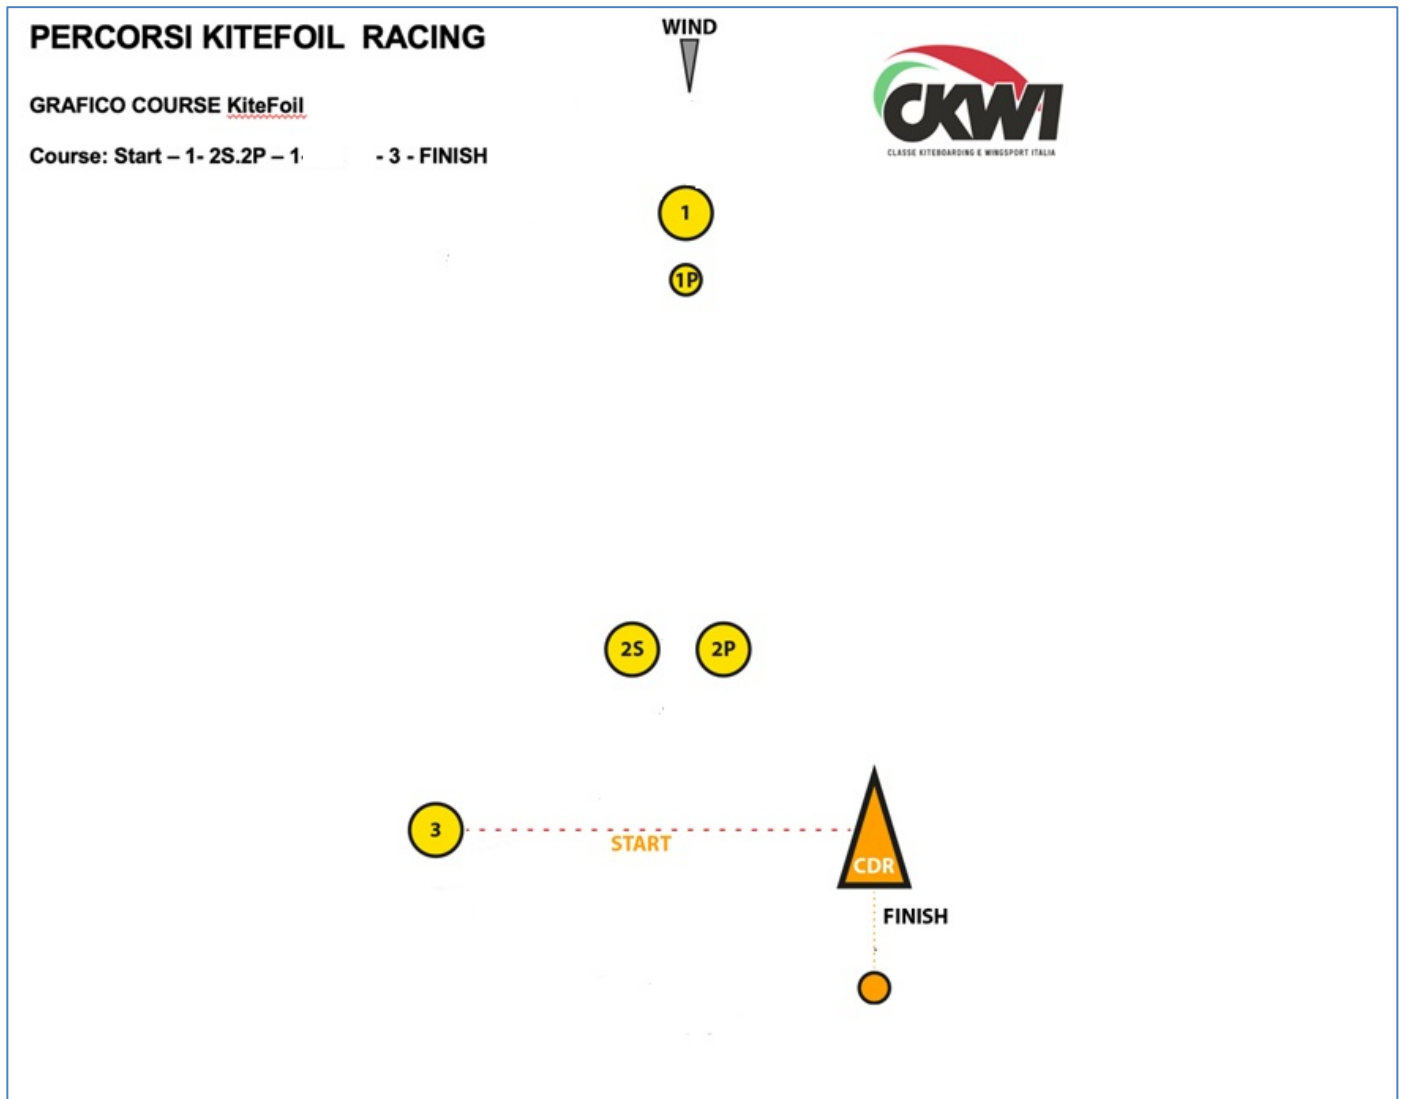 PERCORSI KITEFOIL RACING
WIND
GRAFICO COURSE KiteFoil
Course: Start – 1- 2S.2P – 1- - 3 - FINISH
CKWI
CLASSE KITEBOARDING E WINGSPORT ITALIA
1
1P
2S 2P
3
START
CDR
FINISH